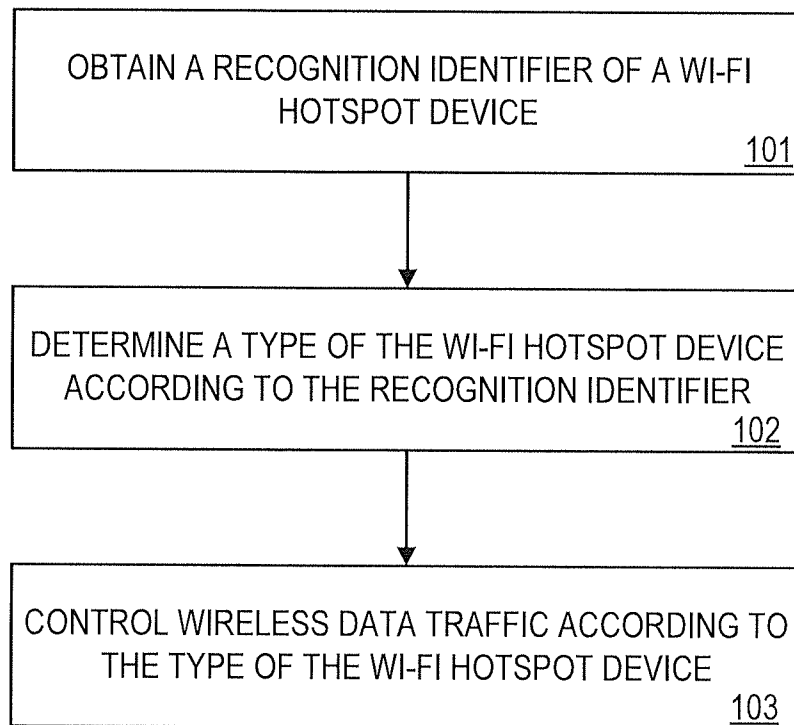 OBTAIN A RECOGNITION IDENTIFIER OF A WI-FI
HOTSPOT DEVICE
101
DETERMINE A TYPE OF THE WI-FI HOTSPOT DEVICE
ACCORDING TO THE RECOGNITION IDENTIFIER
102
CONTROL WIRELESS DATA TRAFFIC ACCORDING TO
THE TYPE OF THE WI-FI HOTSPOT DEVICE
103